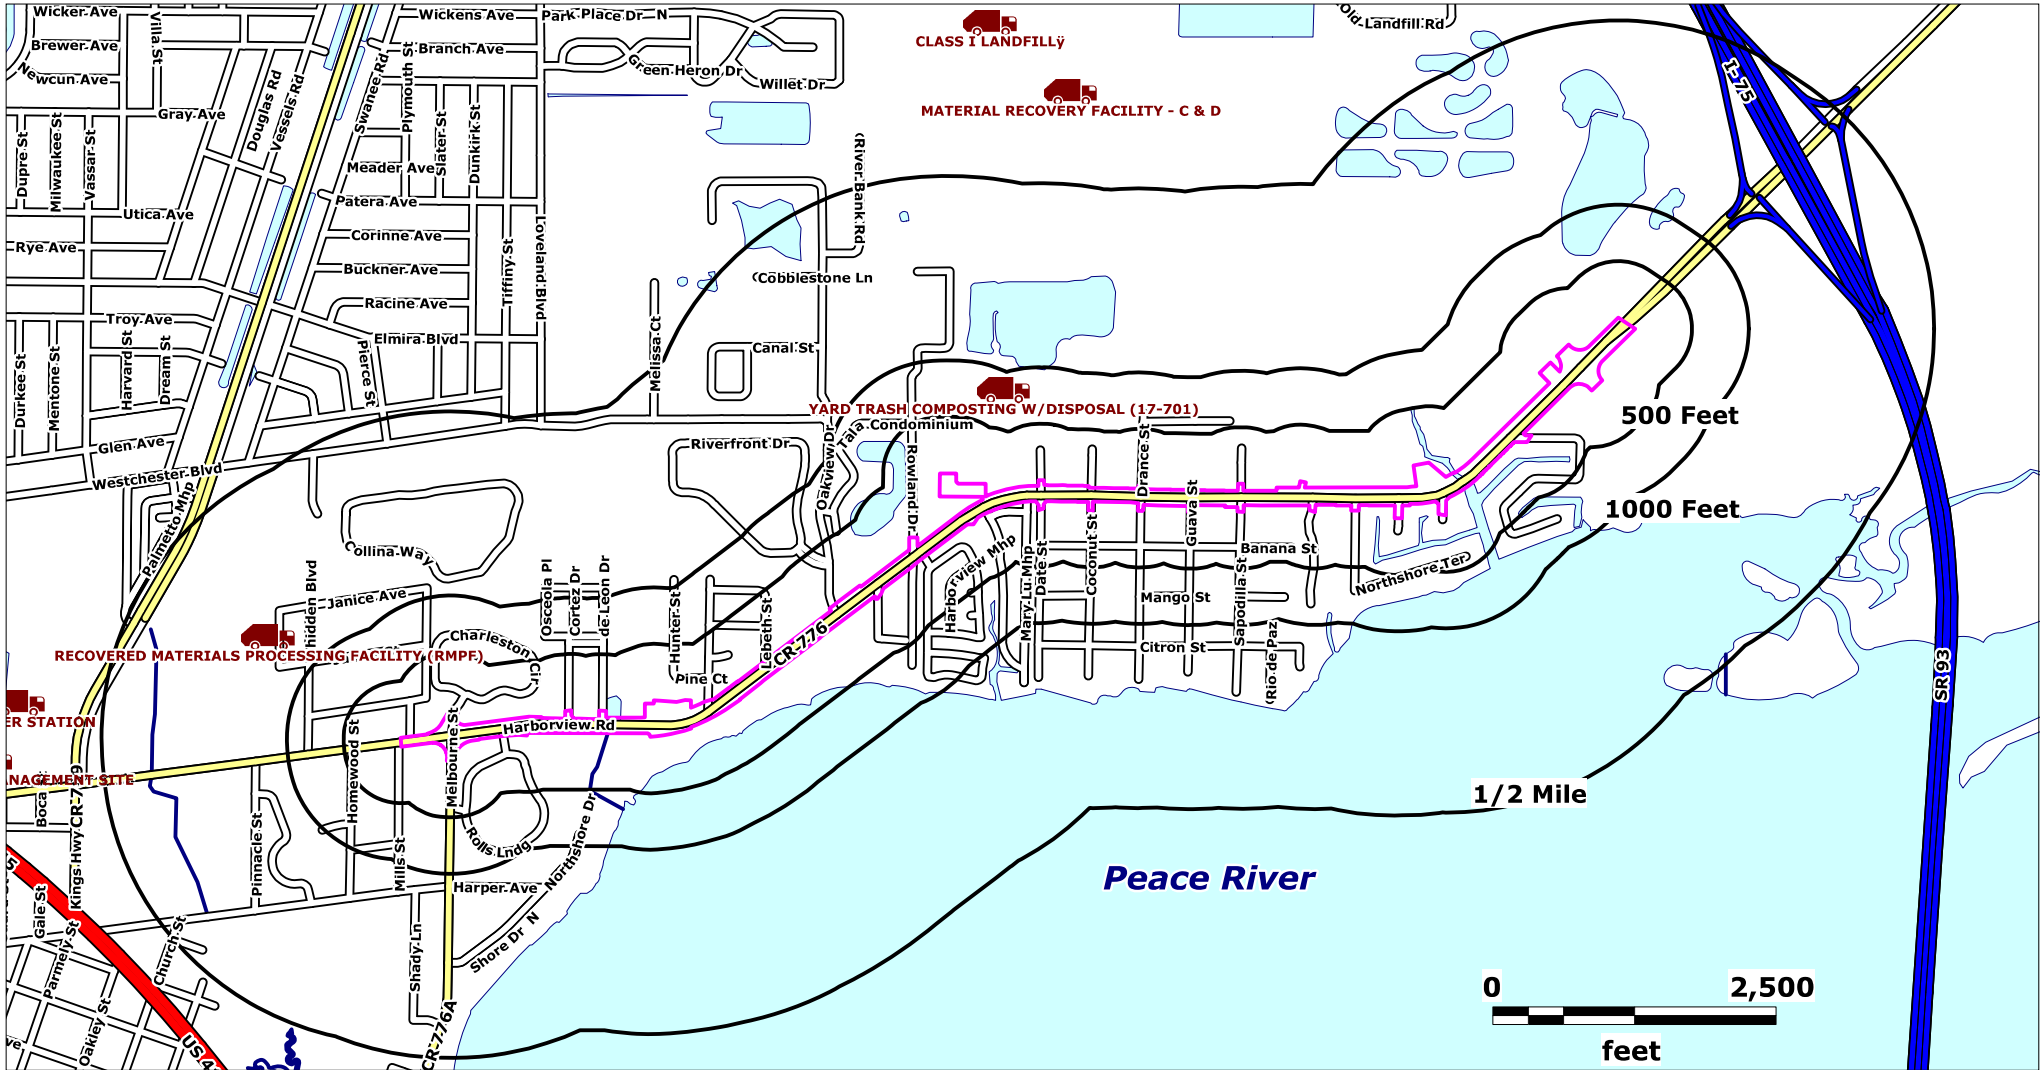 Wicker Ave
Villa St
Wickens Ave
Park Place Dr N
Old Landfill Rd
CLASS I LANDFILLÿ
Brewer Ave
Branch Ave
Newcun Ave
Swanee Rd
Plymouth St
Green Heron Dr
Willet Dr
I-75
MATERIAL RECOVERY FACILITY - C & D
Gray Ave
Douglas Rd
Vessels Rd
Slater St
Dunkirk St
Dupre St
Milwaukee St
Vassar St
Meader Ave
Patera Ave
River Bank Rd
Utica Ave
Rye Ave
Corinne Ave
Buckner Ave
Tiffiny St
Loveland Blvd
Cobblestone Ln
Racine Ave
Troy Ave
Elmira Blvd
Melissa Ct
Canal St
Durkee St
Mentone St
Harvard St
Dream St
Pierce St
YARD TRASH COMPOSTING W/DISPOSAL (17-701)
500 Feet
Condominium
Glen Ave
Riverfront Dr
Oakview Dr
Rowland Dr
Drance St
Westchester Blvd
Guava St
1000 Feet
Palmeto Mhp
Collina Way
Harborview Mhp
Mary Lu Mhp
Date St
Coconut St
Banana St
Sapodilla St
Northshore Ter
Janice Ave
hidden Blvd
Osceola Pl
Cortez Dr
de Leon Dr
Hunter St
Lebeth St
Mango St
Charleston Cir
CR-776
Citron St
Rio de Paz
RECOVERED MATERIALS PROCESSING FACILITY (RMPF)
Pine Ct
SR 93
ER STATION
Harborview Rd
Homewood St
Melbourne St
ANAGEMENT SITE
Boca
Kings Hwy
1/2 Mile
Pinnacle St
Mills St
Rolls Lndg
Northshore Dr
Peace River
Harper Ave
Gale St
Parmely St
Church St
Shady Ln
Shore Dr N
Oakley St
US 4
CR-776A
0
2,500
feet